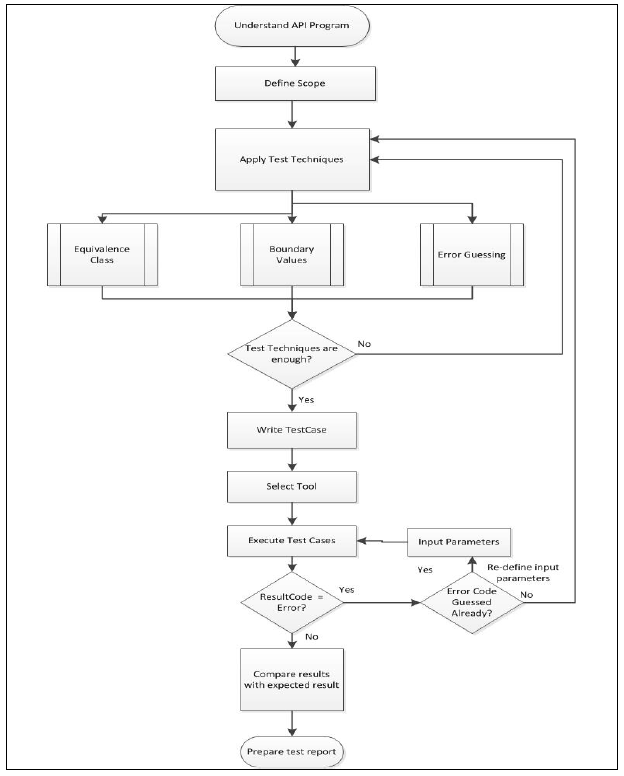 Understand API Program
Define Scope
Apply Test Techniques
Equivalence
Class
Boundary
Values
Error Guessing
Test Techniques are
enough?
No
Yes
Write TestCase
Select Tool
Execute Test Cases
Input Parameters
Yes
Re-define input
parameters
ResultCode =
Error?
Yes
Error Code
Guessed
Already?
No
No
Compare results
with expected result
Prepare test report